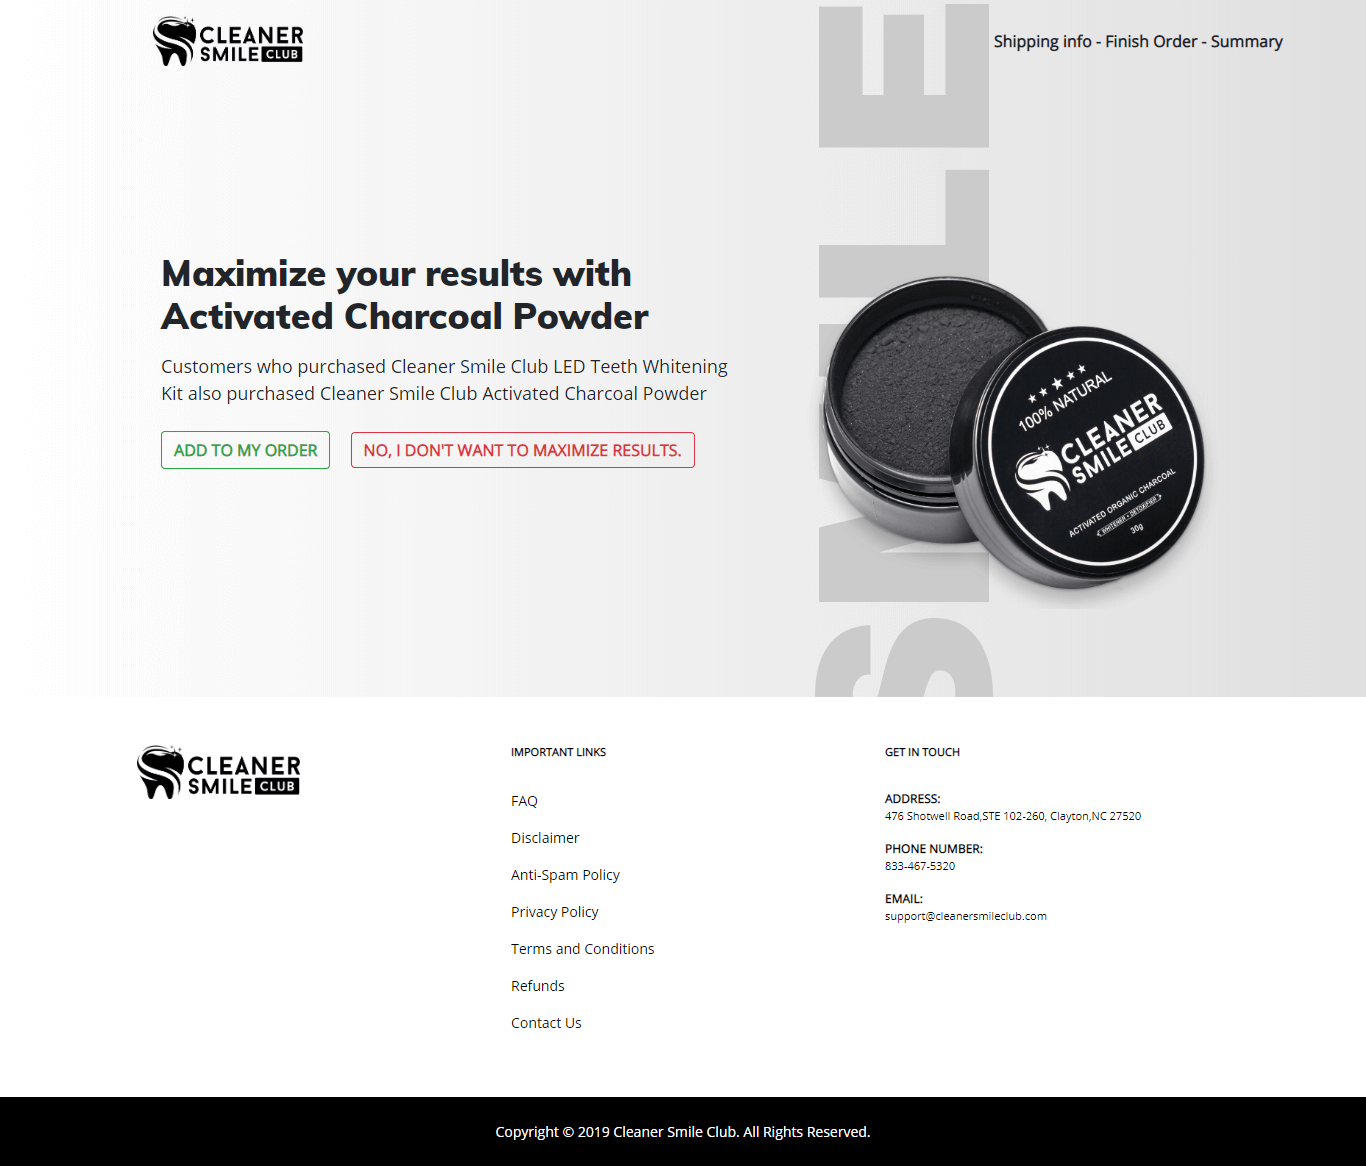 CLEANER
SMILE CLUB
Shipping info - Finish Order - Summary
SMILE
Maximize your results with
Activated Charcoal Powder
Customers who purchased Cleaner Smile Club LED Teeth Whitening
Kit also purchased Cleaner Smile Club Activated Charcoal Powder
ADD TO MY ORDER
NO, I DON'T WANT TO MAXIMIZE RESULTS.
100% NATURAL
CLEANER
SMILE CLUB
ACTIVATED ORGANIC CHARCOAL
WHITENER • DETOXIFIER
30g
CLEANER
SMILE CLUB
IMPORTANT LINKS
FAQ
Disclaimer
Anti-Spam Policy
Privacy Policy
Terms and Conditions
Refunds
Contact Us
GET IN TOUCH
ADDRESS:
476 Shotwell Road,STE 102-260, Clayton,NC 27520
PHONE NUMBER:
833-467-5320
EMAIL:
support@cleanersmileclub.com
Copyright © 2019 Cleaner Smile Club. All Rights Reserved.